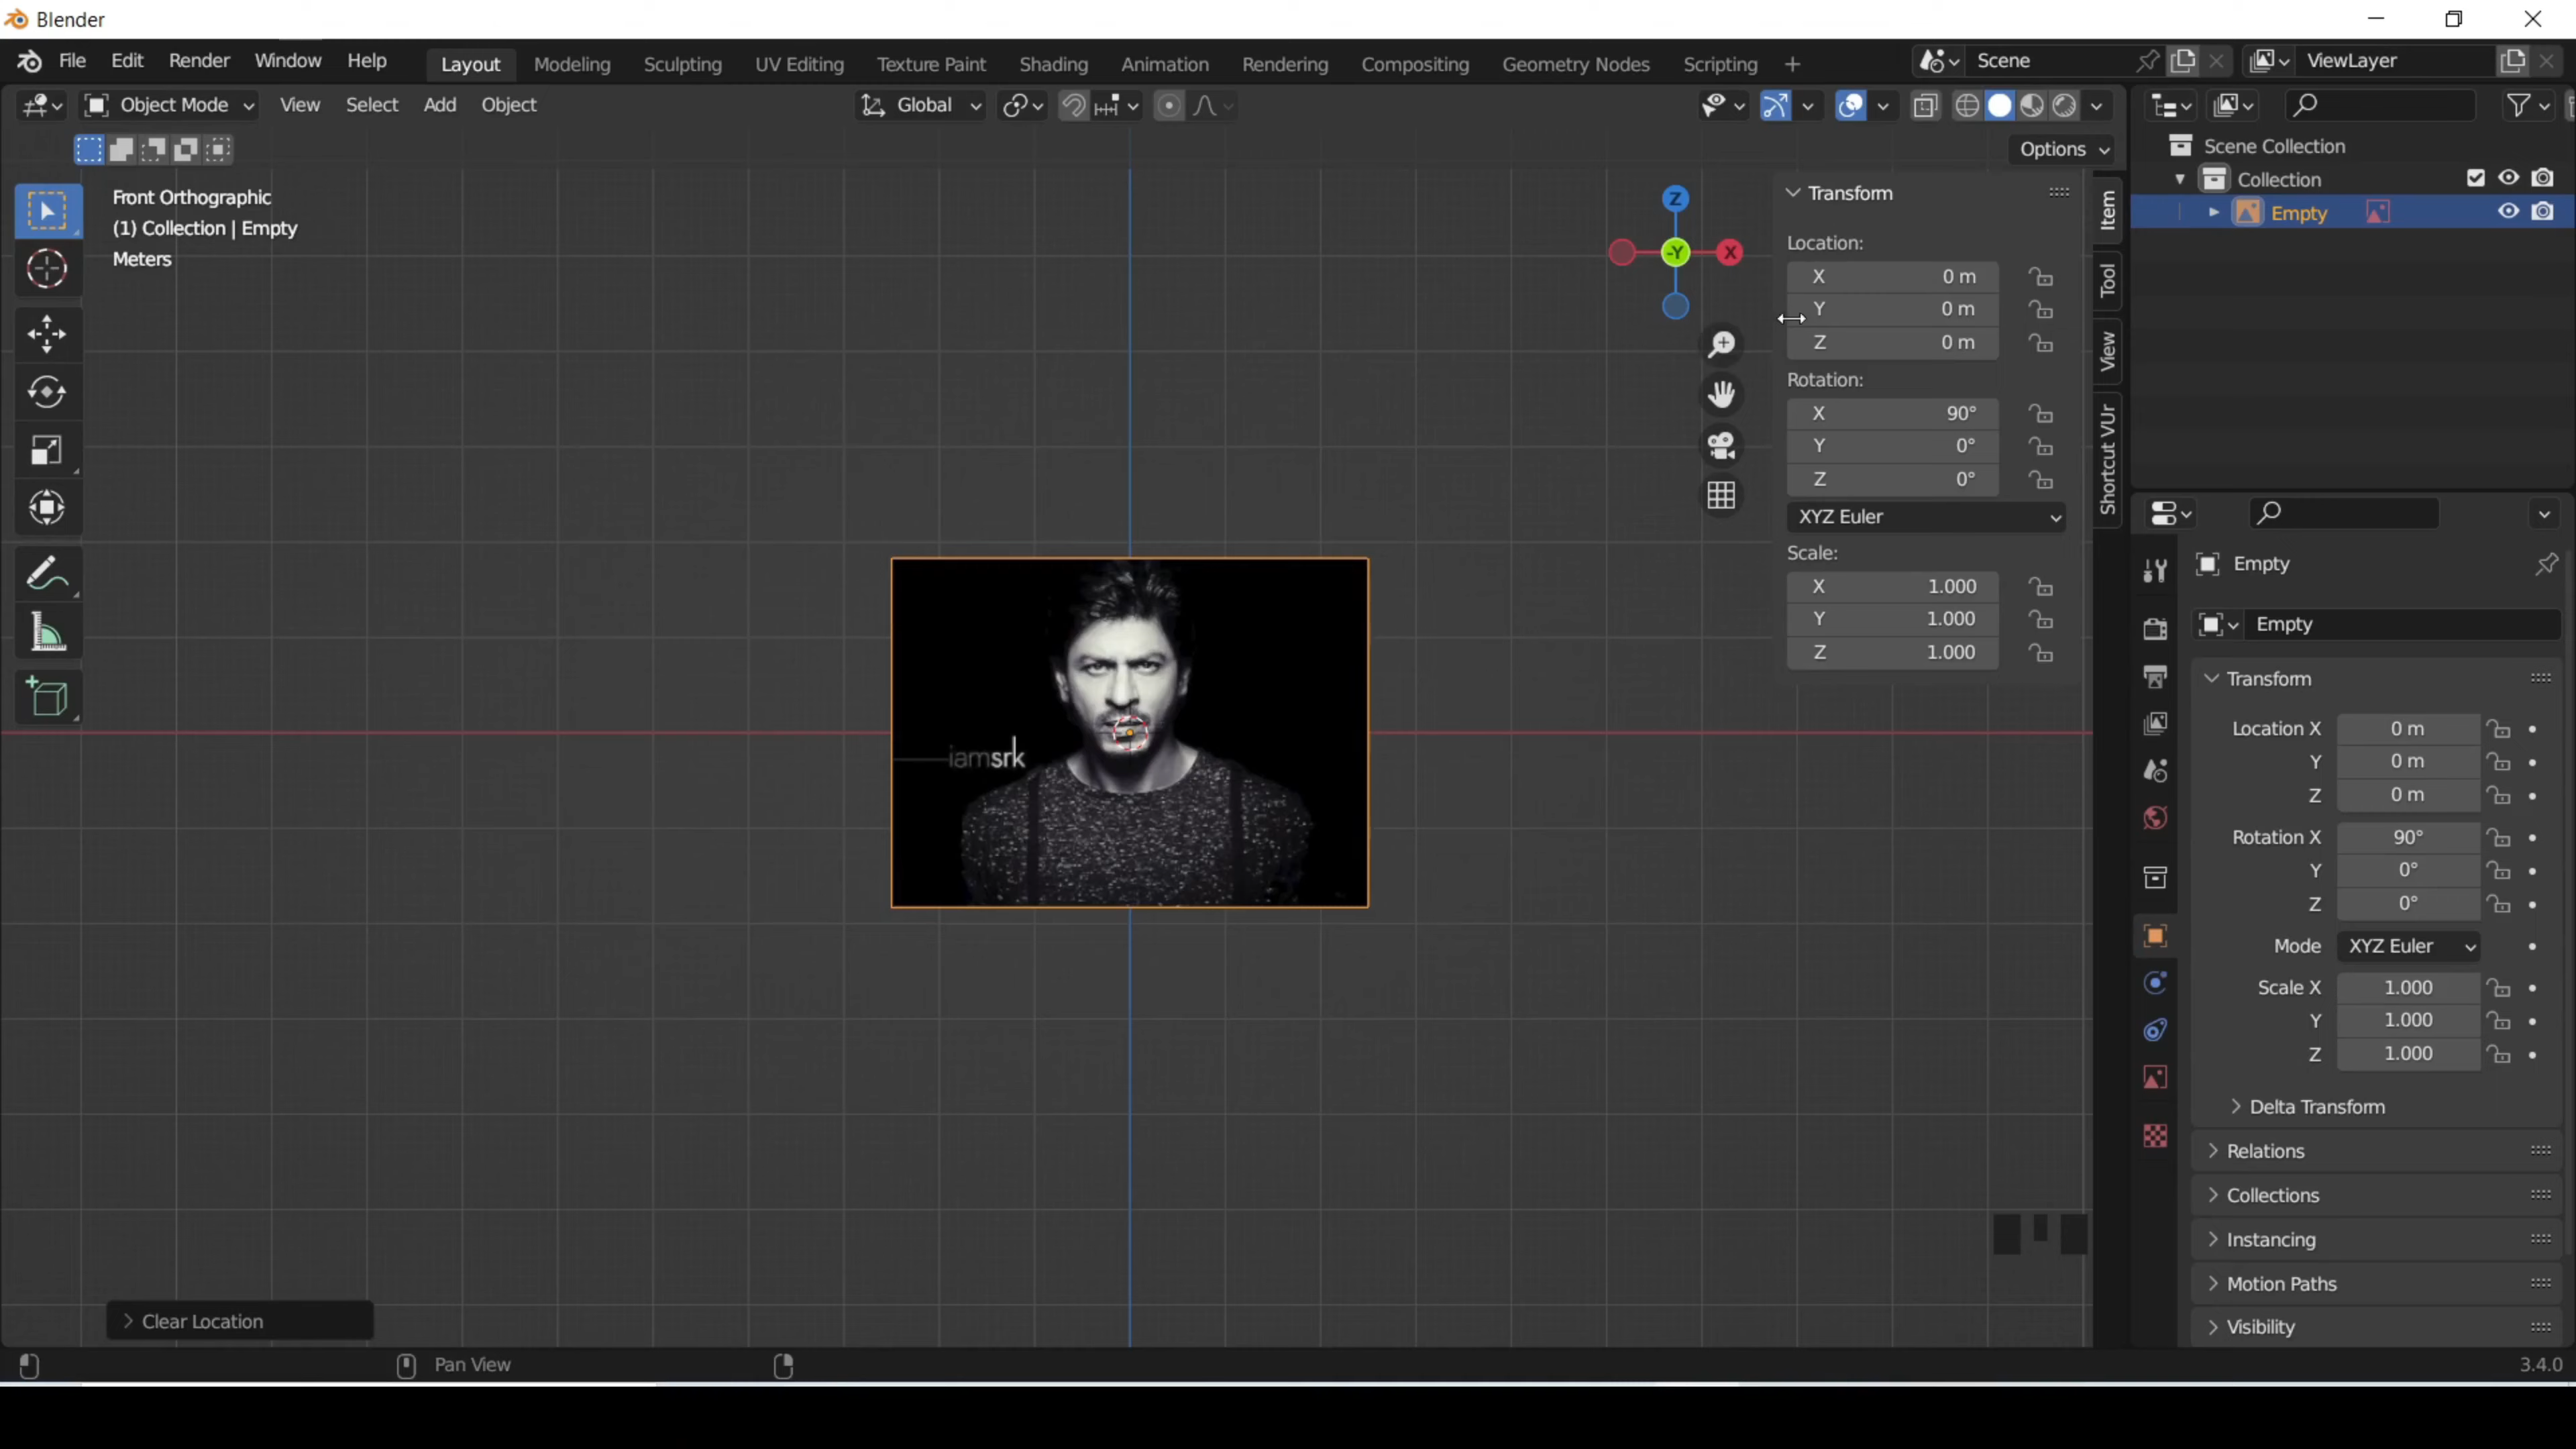 Blender
File Edit Render Window Help Layout Modeling Sculpting UV Editing Texture Paint Shading Animation Rendering Compositing Geometry Nodes Scripting + Scene ViewLayer
Object Mode View Select Add Object Global
Options
Front Orthographic
(1) Collection | Empty
Meters
Z
-Y
X
Transform
Location:
X 0 m
Y 0 m
Z 0 m
Rotation:
X 90°
Y 0°
Z 0°
XYZ Euler
Scale:
X 1.000
Y 1.000
Z 1.000
Item
Tool
View
Shortcut VUr
Scene Collection
Collection
Empty
Empty
Empty
Transform
Location X 0 m
Y 0 m
Z 0 m
Rotation X 90°
Y 0°
Z 0°
Mode XYZ Euler
Scale X 1.000
Y 1.000
Z 1.000
Delta Transform
Relations
Collections
Instancing
Motion Paths
Visibility
iamsrk
Clear Location
Pan View
3.4.0